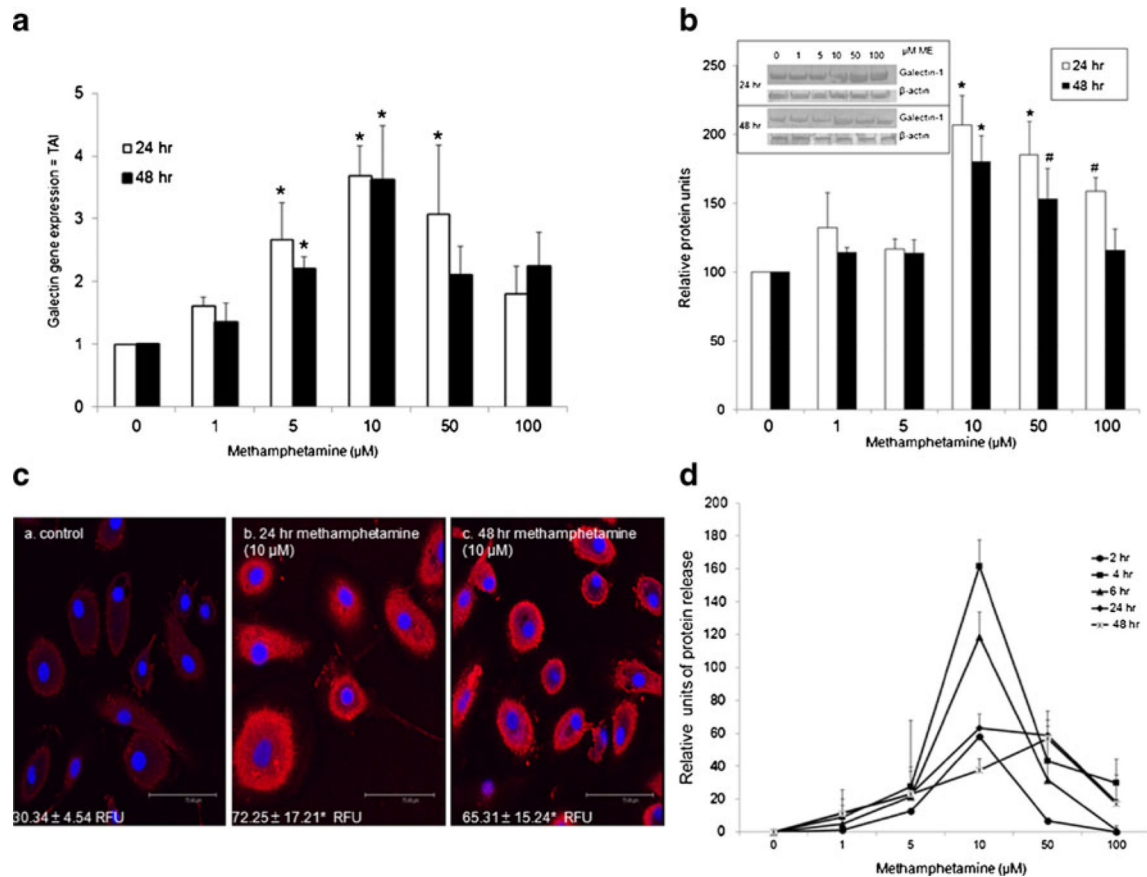 a
Galectin gene expression = TAI
5
4
3
2
1
0
24 hr
48 hr
*
*
*
*
*
0 1 5 10 50 100
Methamphetamine (µM)
b
Relative protein units
250
200
150
100
50
0
0 1 5 10 50 100 µM ME
24 hr
Galectin-1
β-actin
48 hr
Galectin-1
β-actin
24 hr
48 hr
*
*
*
#
#
0 1 5 10 50 100
Methamphetamine (µM)
c
a. control
30.34 ± 4.54 RFU
b. 24 hr methamphetamine
(10 µM)
72.25 ± 17.21* RFU
c. 48 hr methamphetamine
(10 µM)
65.31 ± 15.24* RFU
d
Relative units of protein release
200
180
160
140
120
100
80
60
40
20
0
2 hr
4 hr
6 hr
24 hr
48 hr
0 1 5 10 50 100
Methamphetamine (µM)